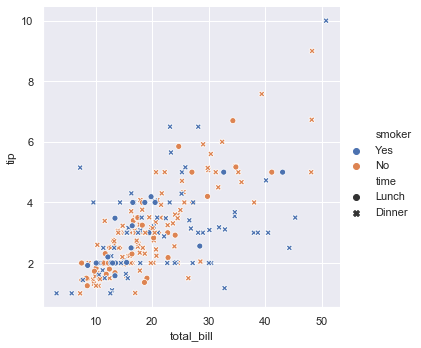 10
8
6
4
2
tip
10
20
30
40
50
total_bill
smoker
Yes
No
time
Lunch
Dinner